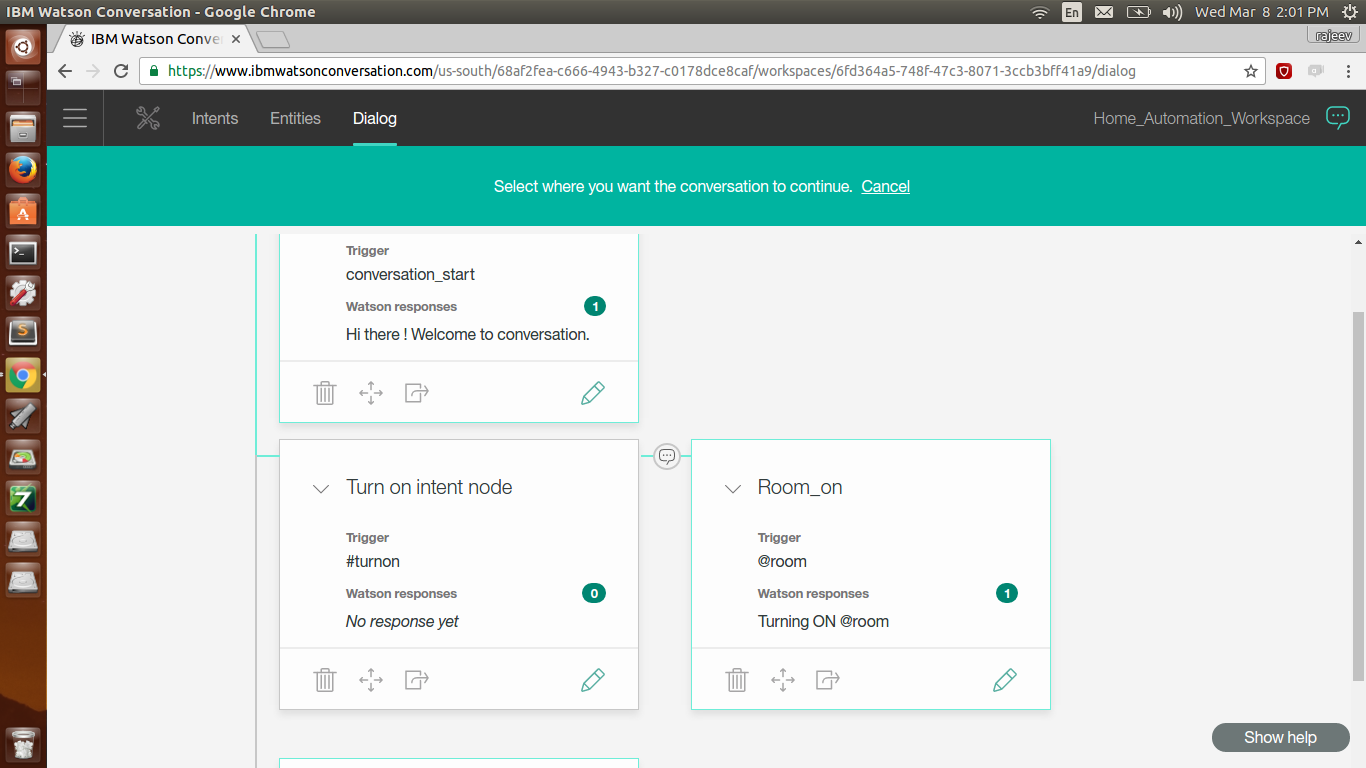 IBM Watson Conversation - Google Chrome
En
Wed Mar 8 2:01 PM
IBM Watson Conve
rajeev
https://www.ibmwatsonconversation.com/us-south/68af2fea-c666-4943-b327-c0178dce8caf/workspaces/6fd364a5-748f-47c3-8071-3ccb3bff41a9/dialog
Intents
Entities
Dialog
Home_Automation_Workspace
Select where you want the conversation to continue. Cancel
Trigger
conversation_start
Watson responses 1
Hi there ! Welcome to conversation.
Turn on intent node
Trigger
#turnon
Watson responses 0
No response yet
Room_on
Trigger
@room
Watson responses 1
Turning ON @room
Show help